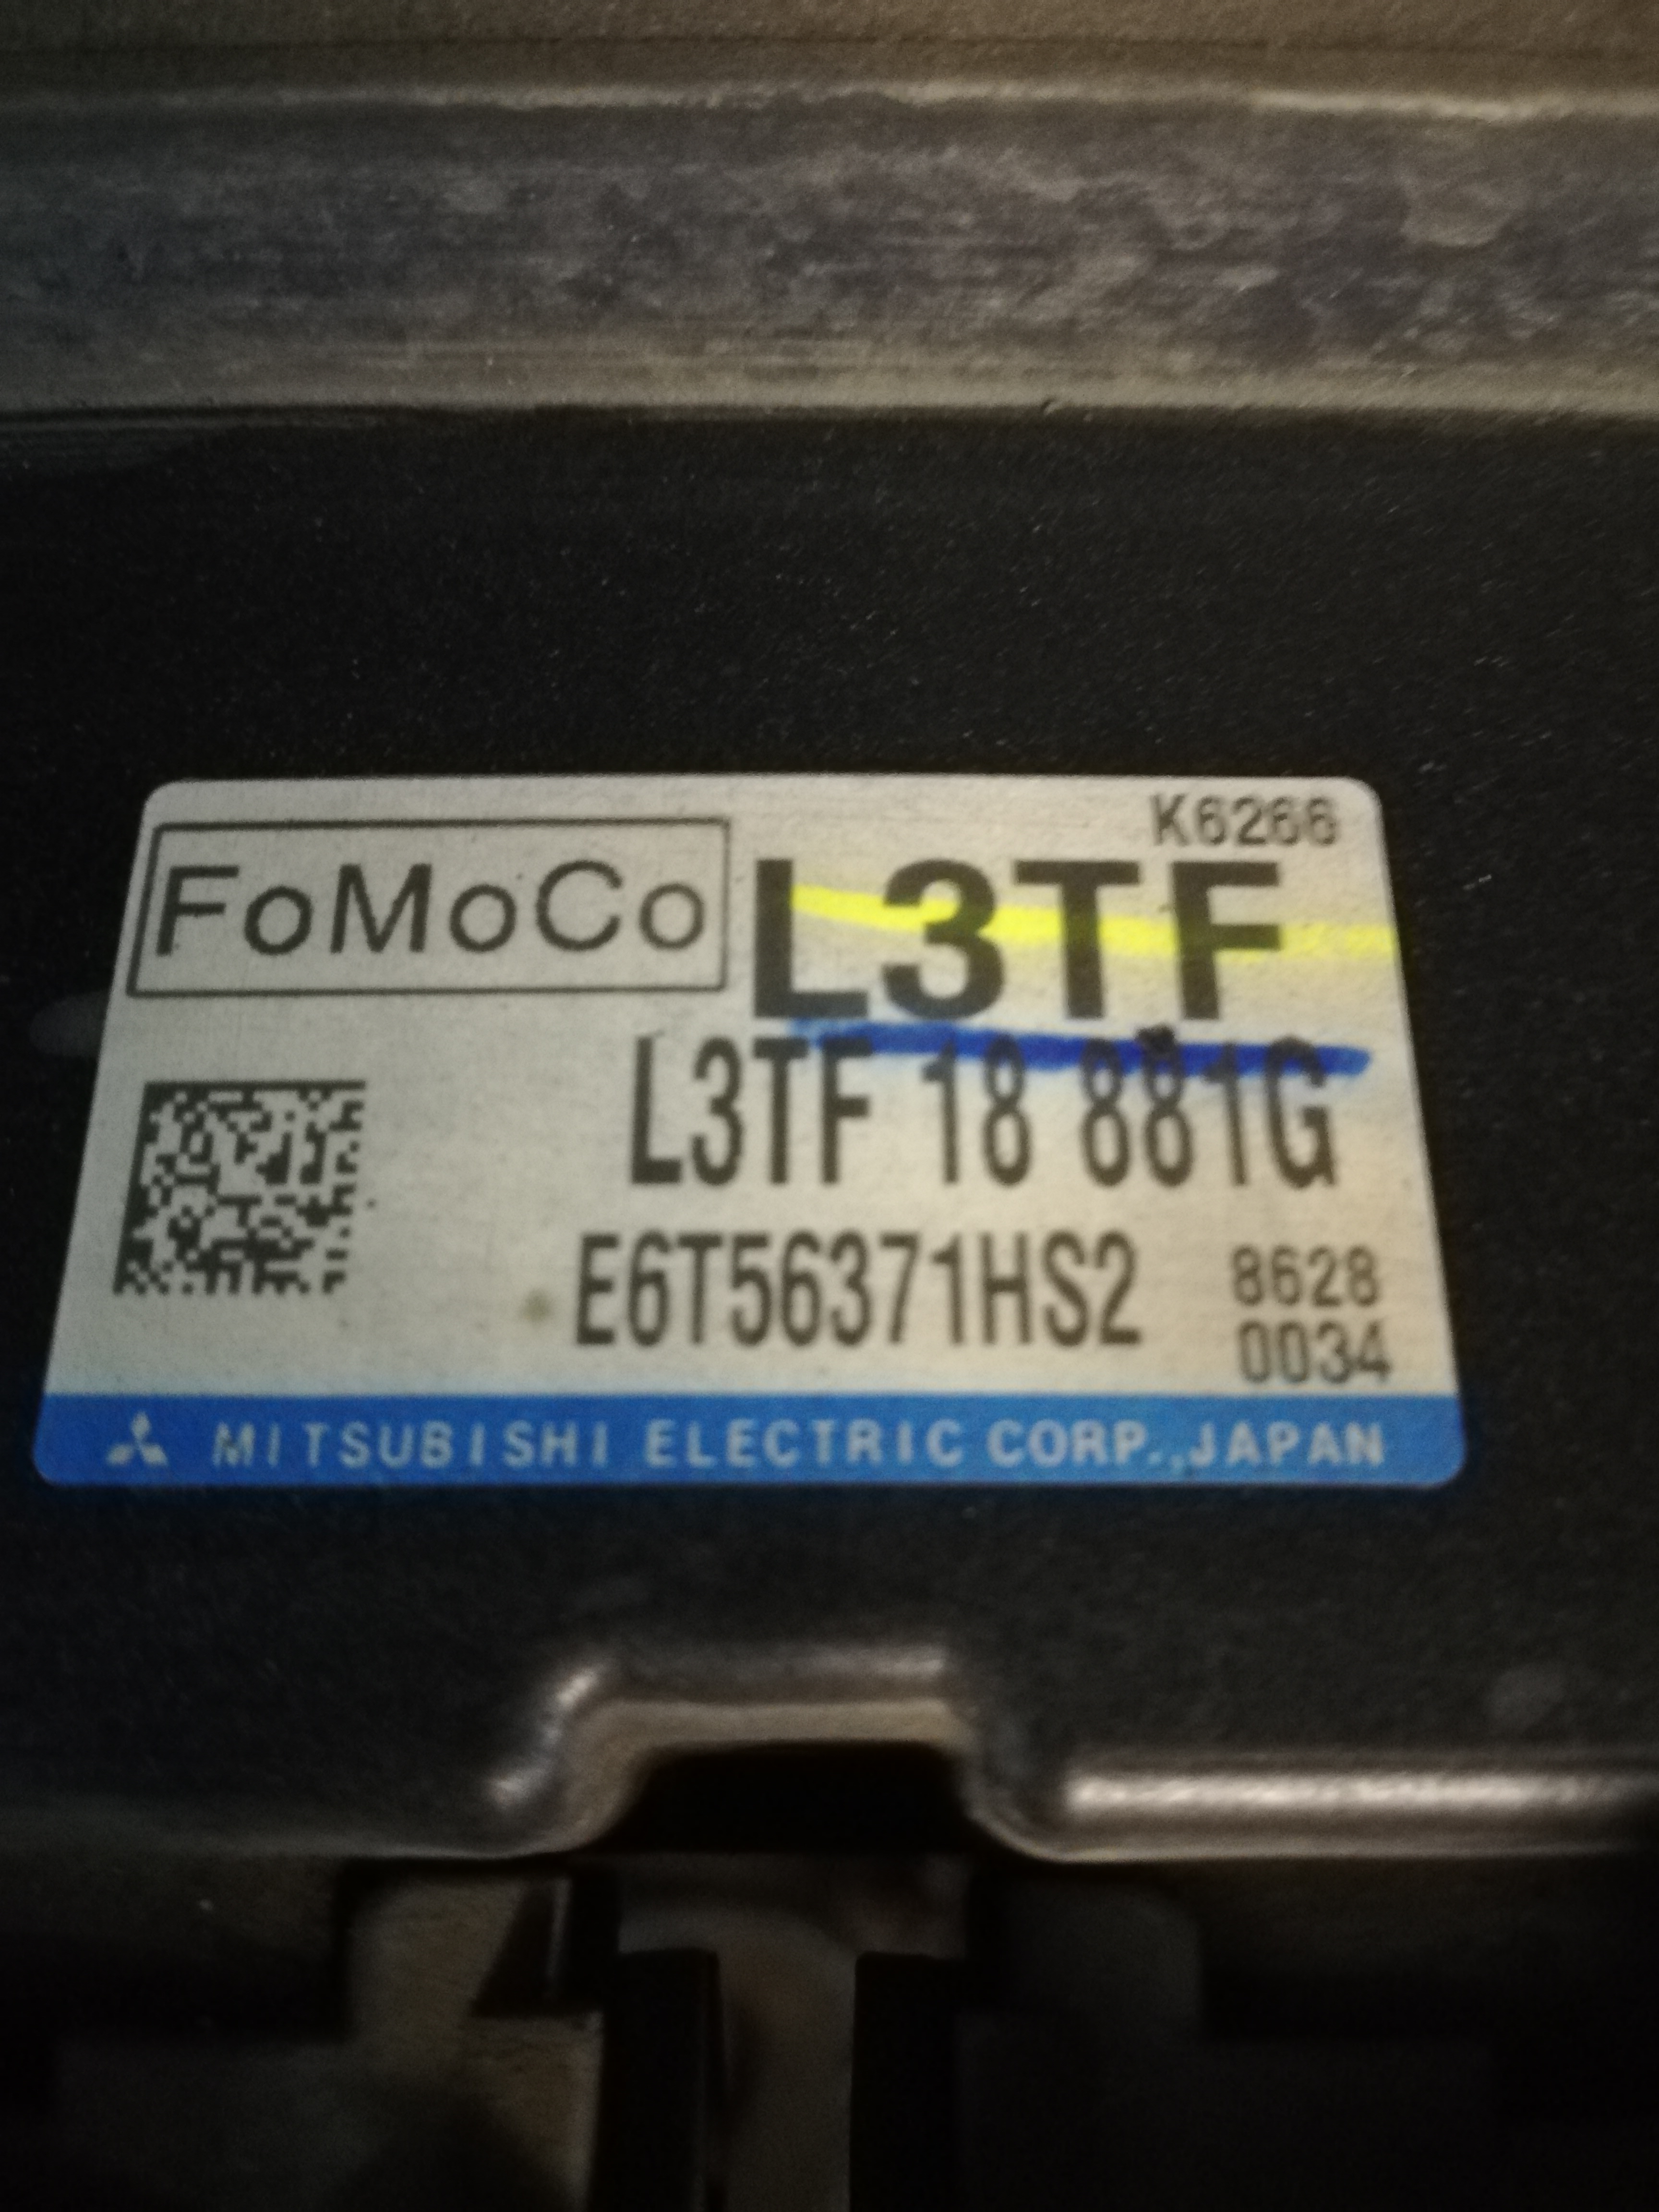 K6266
FoMoCo L3TF
L3TF 18 881G
E6T56371HS2 8628
0034
MITSUBISHI ELECTRIC CORP.,JAPAN